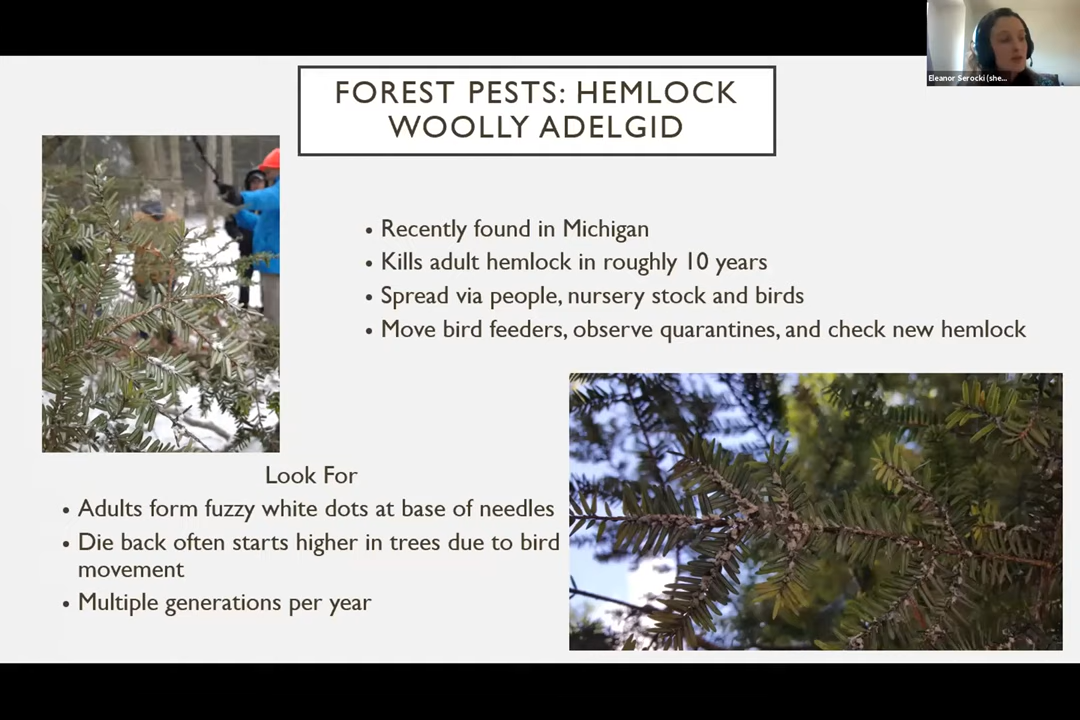 Eleanor Serocki (she...
FOREST PESTS: HEMLOCK
WOOLLY ADELGID
• Recently found in Michigan
• Kills adult hemlock in roughly 10 years
• Spread via people, nursery stock and birds
• Move bird feeders, observe quarantines, and check new hemlock
Look For
• Adults form fuzzy white dots at base of needles
• Die back often starts higher in trees due to bird
movement
• Multiple generations per year